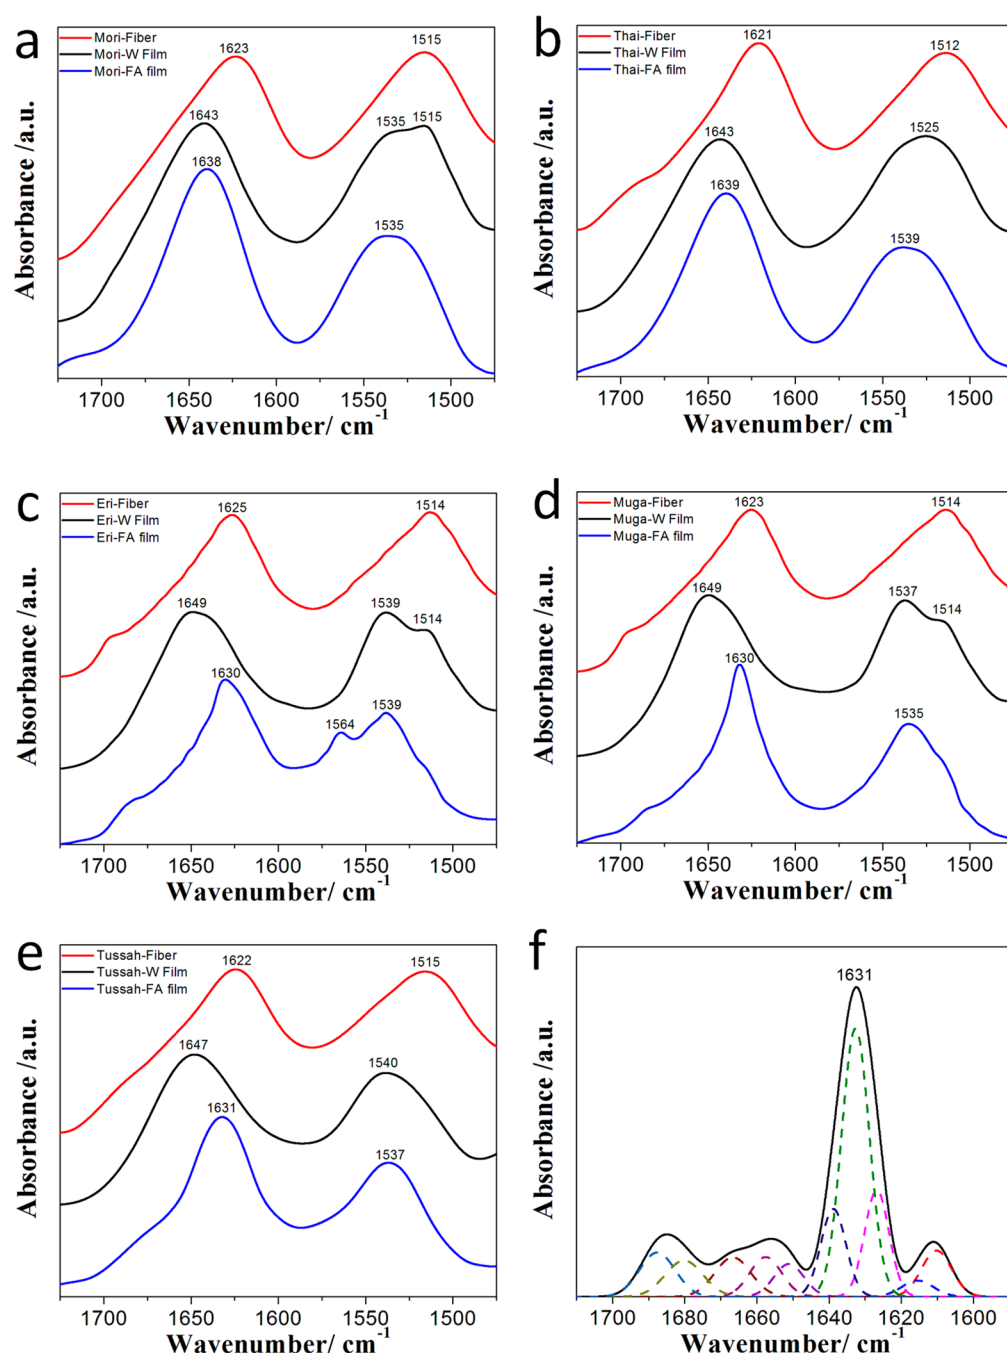 a
Mori-Fiber
Mori-W Film
Mori-FA film
1623
1515
1643
1535
1515
1638
1535
Absorbance /a.u.
1700 1650 1600 1550 1500
Wavenumber/ cm-1
b
Thai-Fiber
Thai-W Film
Thai-FA film
1621
1512
1643
1525
1639
1539
Absorbance /a.u.
1700 1650 1600 1550 1500
Wavenumber/ cm-1
c
Eri-Fiber
Eri-W Film
Eri-FA film
1625
1514
1649
1539
1514
1630
1564
1539
Absorbance /a.u.
1700 1650 1600 1550 1500
Wavenumber/ cm-1
d
Muga-Fiber
Muga-W Film
Muga-FA film
1623
1514
1649
1537
1514
1630
1535
Absorbance /a.u.
1700 1650 1600 1550 1500
Wavenumber/ cm-1
e
Tussah-Fiber
Tussah-W Film
Tussah-FA film
1622
1515
1647
1540
1631
1537
Absorbance /a.u.
1700 1650 1600 1550 1500
Wavenumber/ cm-1
f
1631
Absorbance /a.u.
1700 1680 1660 1640 1620 1600
Wavenumber/ cm-1